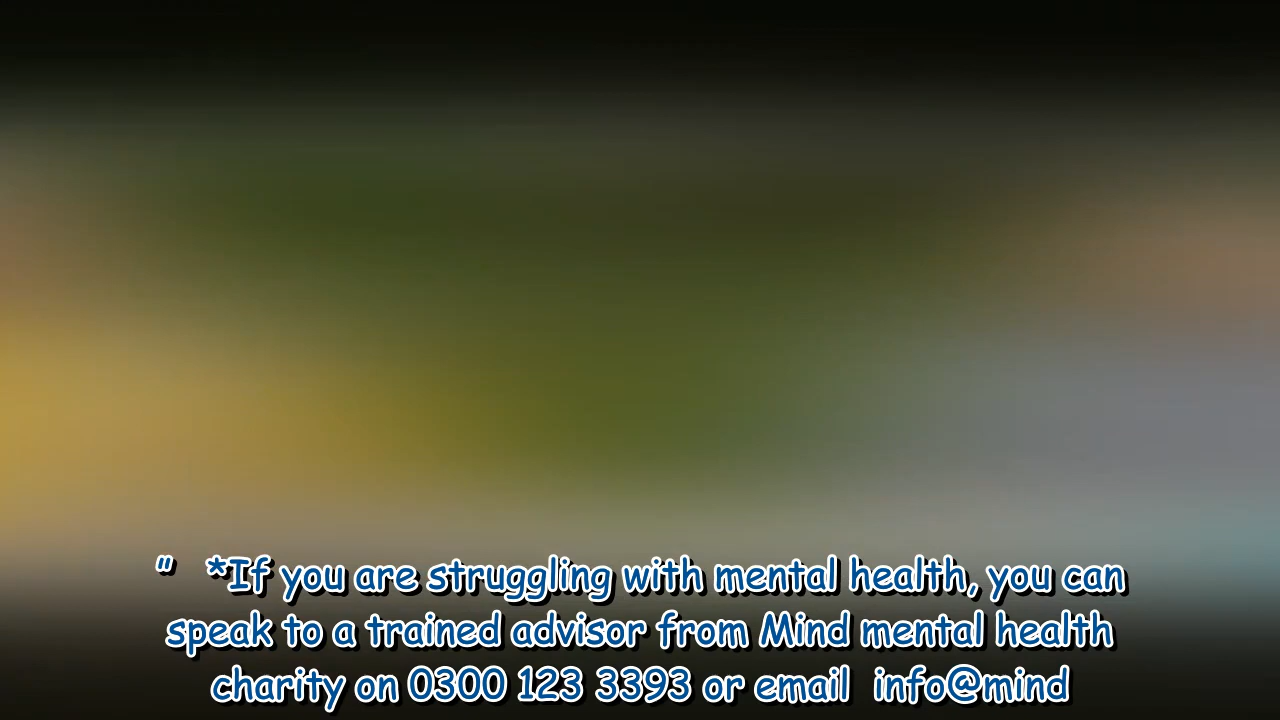 " *If you are struggling with mental health, you can
speak to a trained advisor from Mind mental health
charity on 0300 123 3393 or email info@mind